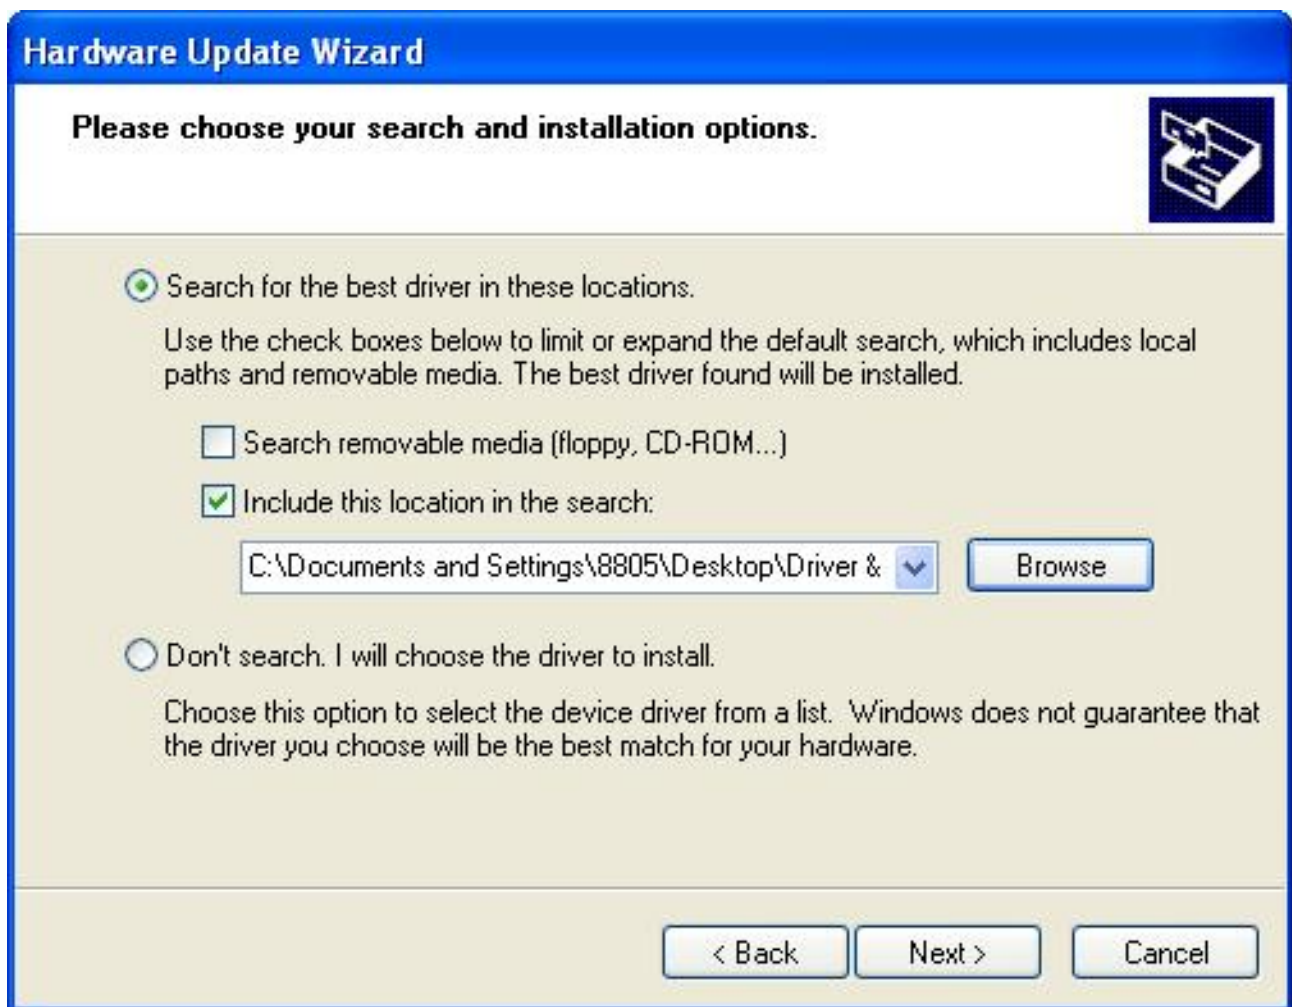 Hardware Update Wizard
Please choose your search and installation options.
Search for the best driver in these locations.
Use the check boxes below to limit or expand the default search, which includes local
paths and removable media. The best driver found will be installed.
Search removable media (floppy, CD-ROM...)
Include this location in the search:
C:\Documents and Settings\8805\Desktop\Driver &
Browse
Don't search. I will choose the driver to install.
Choose this option to select the device driver from a list.  Windows does not guarantee that
the driver you choose will be the best match for your hardware.
< Back Next > Cancel